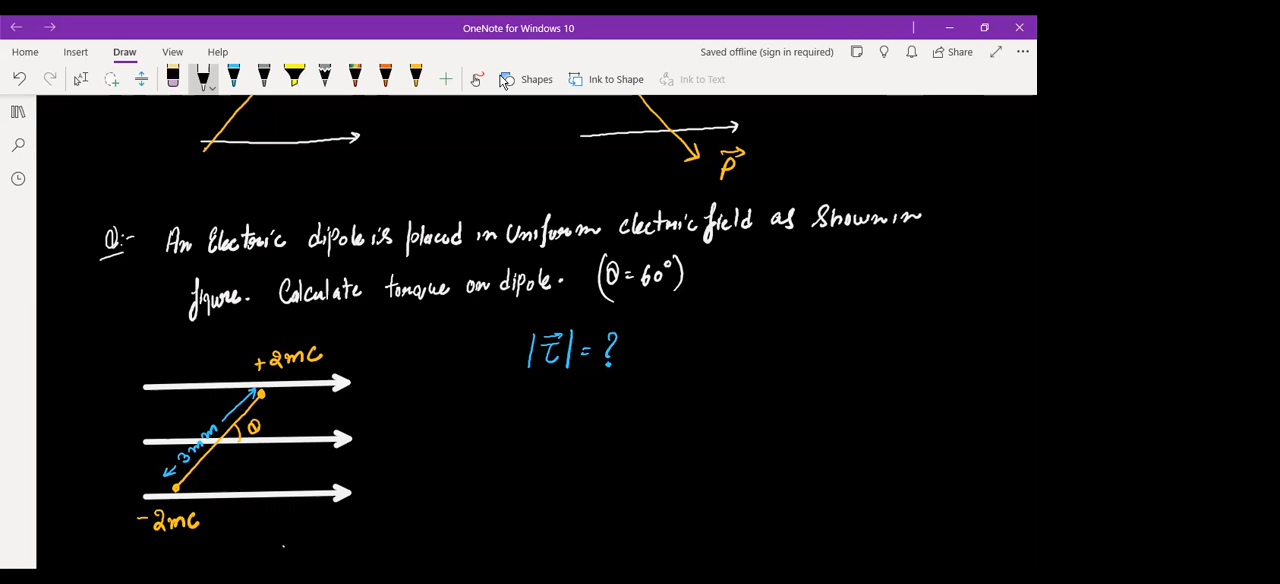 OneNote for Windows 10
Home Insert Draw View Help
Saved offline (sign in required) Share
Shapes Ink to Shape Ink to Text
P
Q:- An Electric dipole is placed in Uniform electric field as Shown in
figure. Calculate torque on dipole. (θ = 60°)
|τ| = ?
+2mC
θ
3mm
-2mC